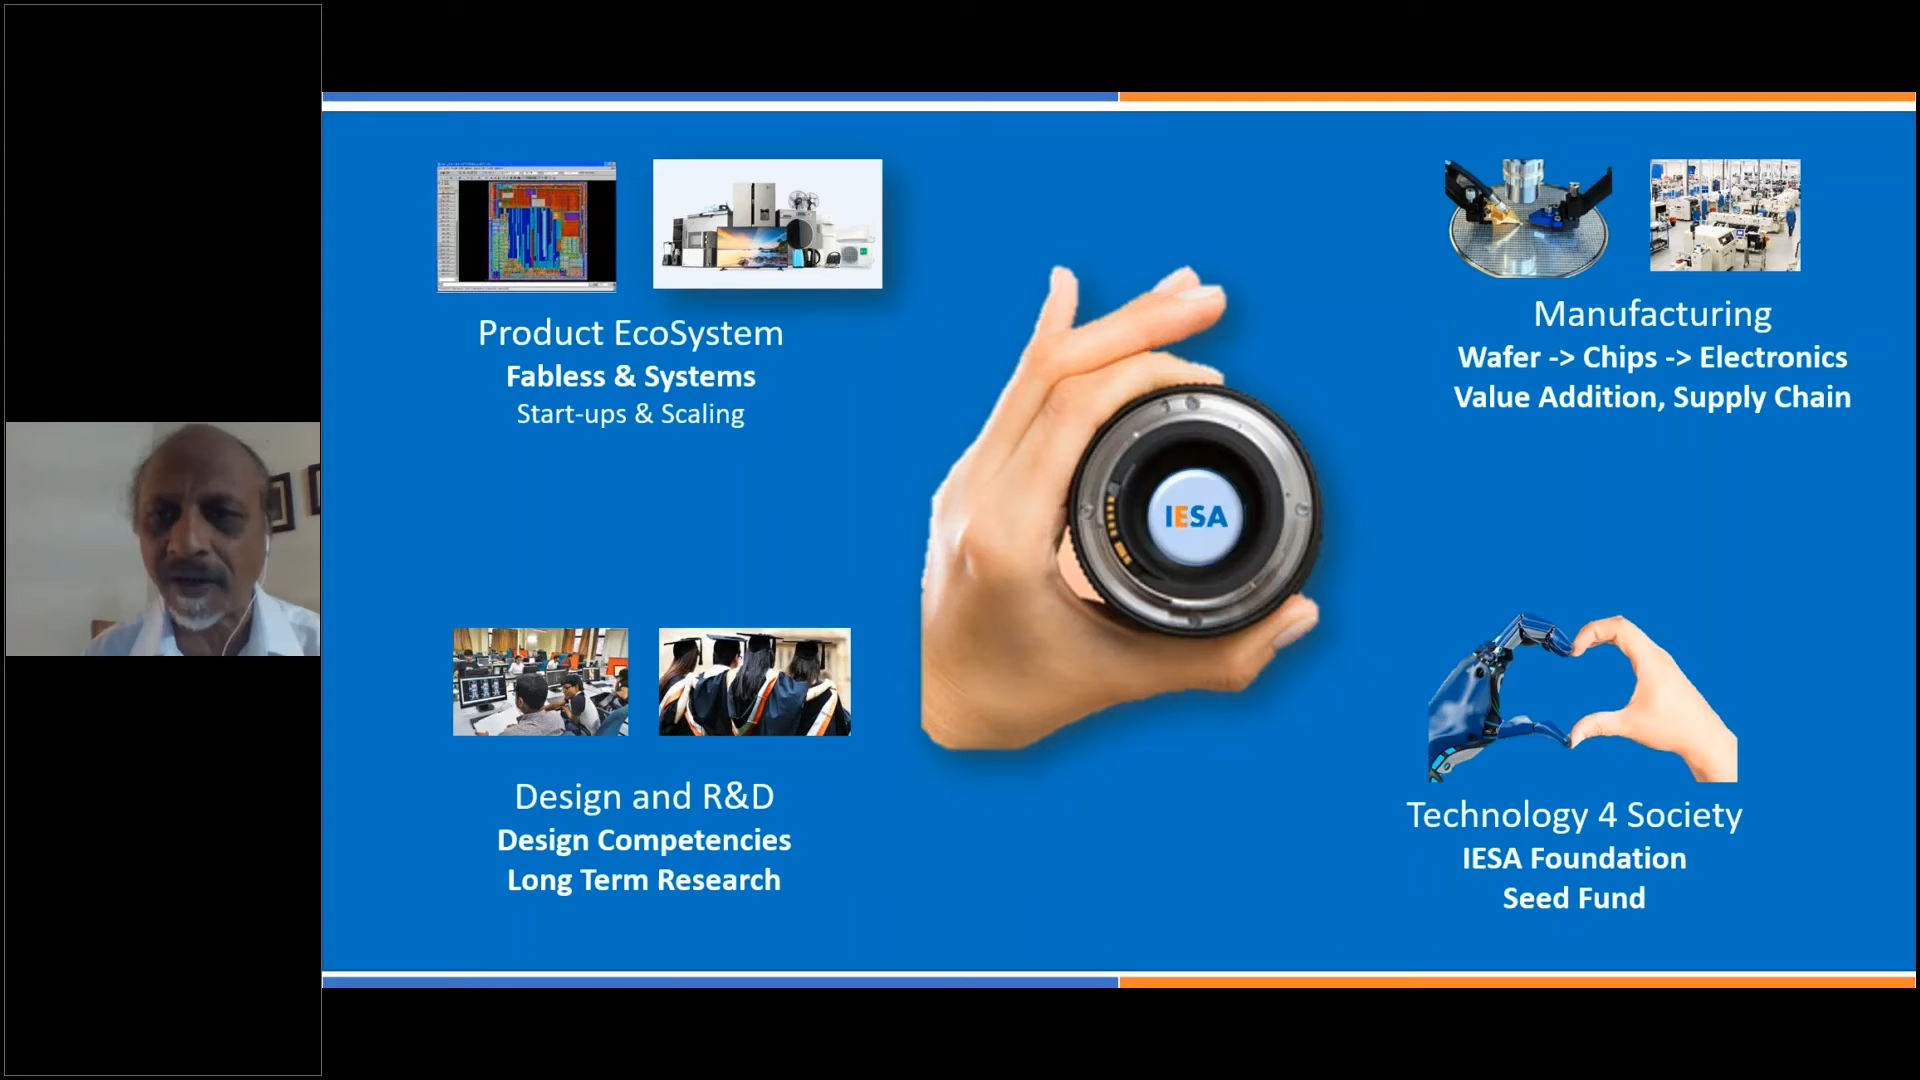 Product EcoSystem
Fabless & Systems
Start-ups & Scaling
Manufacturing
Wafer -> Chips -> Electronics
Value Addition, Supply Chain
IESA
Design and R&D
Design Competencies
Long Term Research
Technology 4 Society
IESA Foundation
Seed Fund